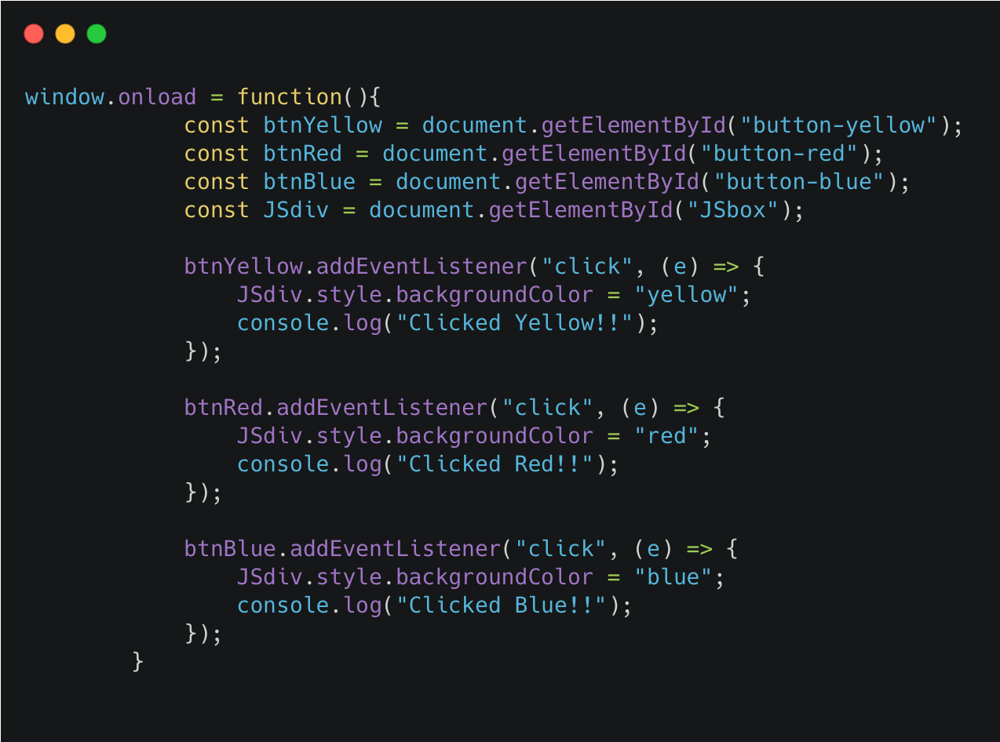 window.onload = function(){
            const btnYellow = document.getElementById("button-yellow");
            const btnRed = document.getElementById("button-red");
            const btnBlue = document.getElementById("button-blue");
            const JSdiv = document.getElementById("JSbox");

            btnYellow.addEventListener("click", (e) => {
                JSdiv.style.backgroundColor = "yellow";
                console.log("Clicked Yellow!!");
            });

            btnRed.addEventListener("click", (e) => {
                JSdiv.style.backgroundColor = "red";
                console.log("Clicked Red!!");
            });

            btnBlue.addEventListener("click", (e) => {
                JSdiv.style.backgroundColor = "blue";
                console.log("Clicked Blue!!");
            });
        }